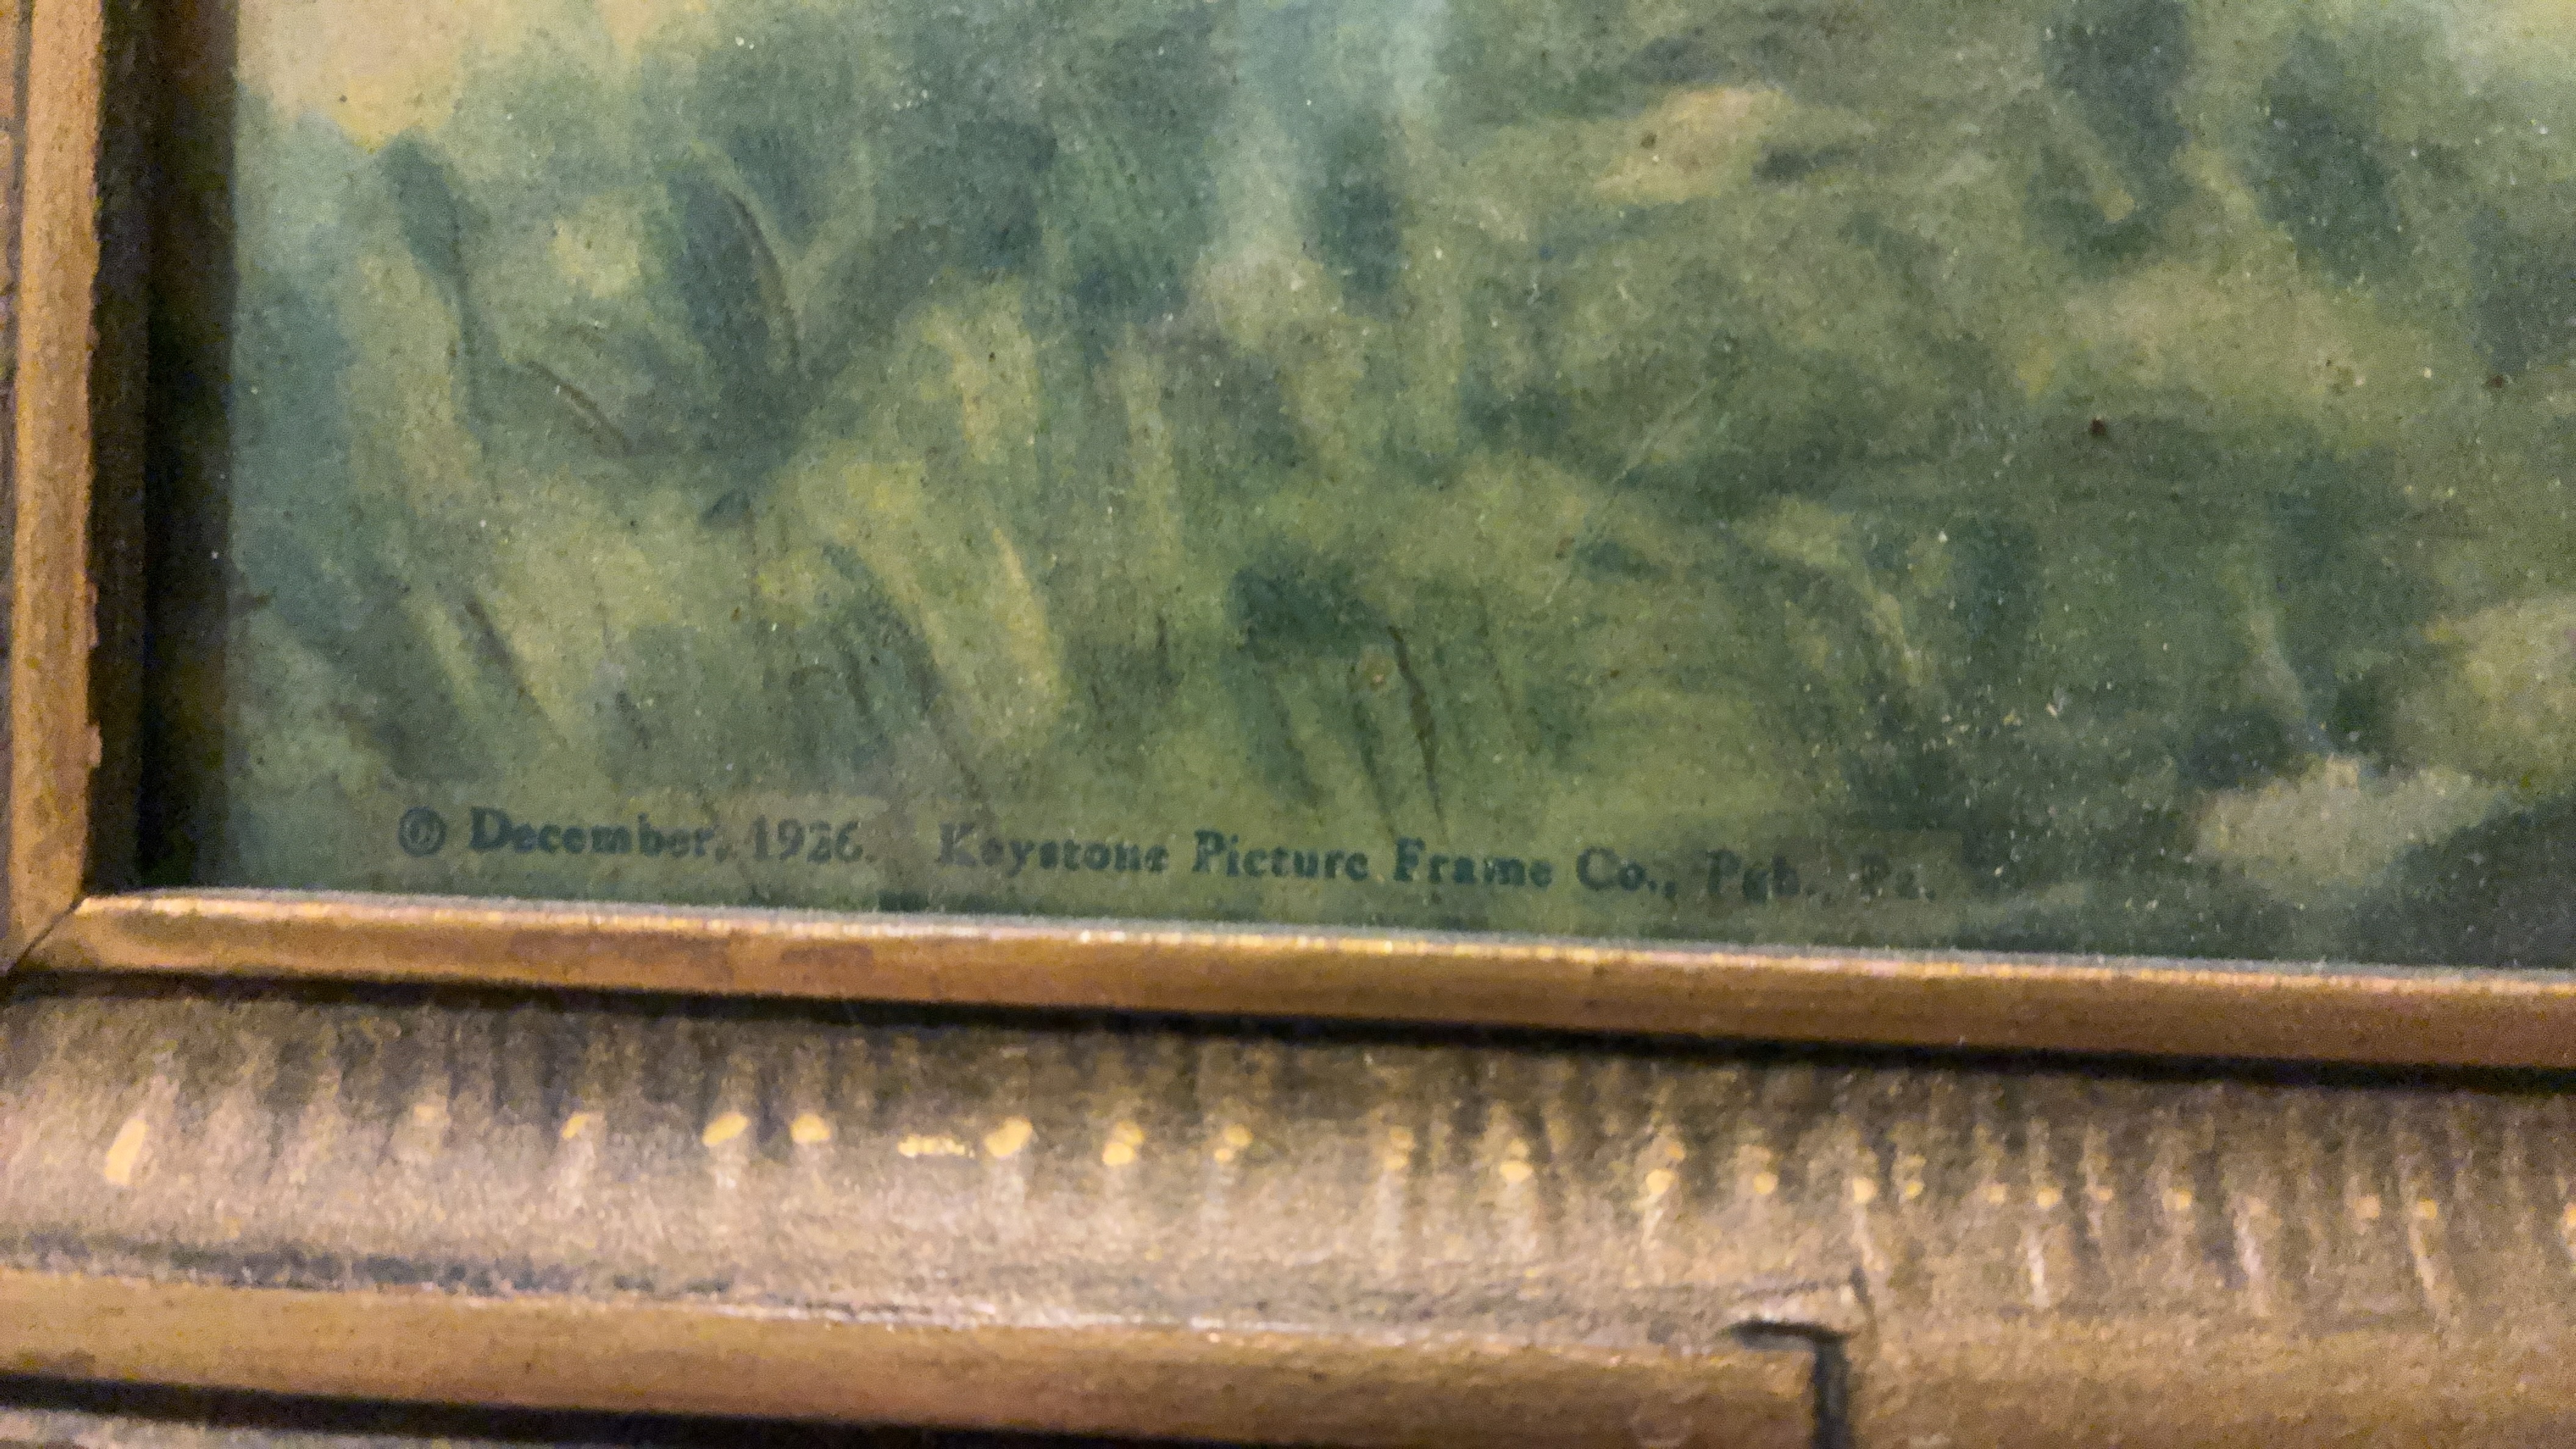 © December, 1926. Keystone Picture Frame Co., Pgh., Pa.